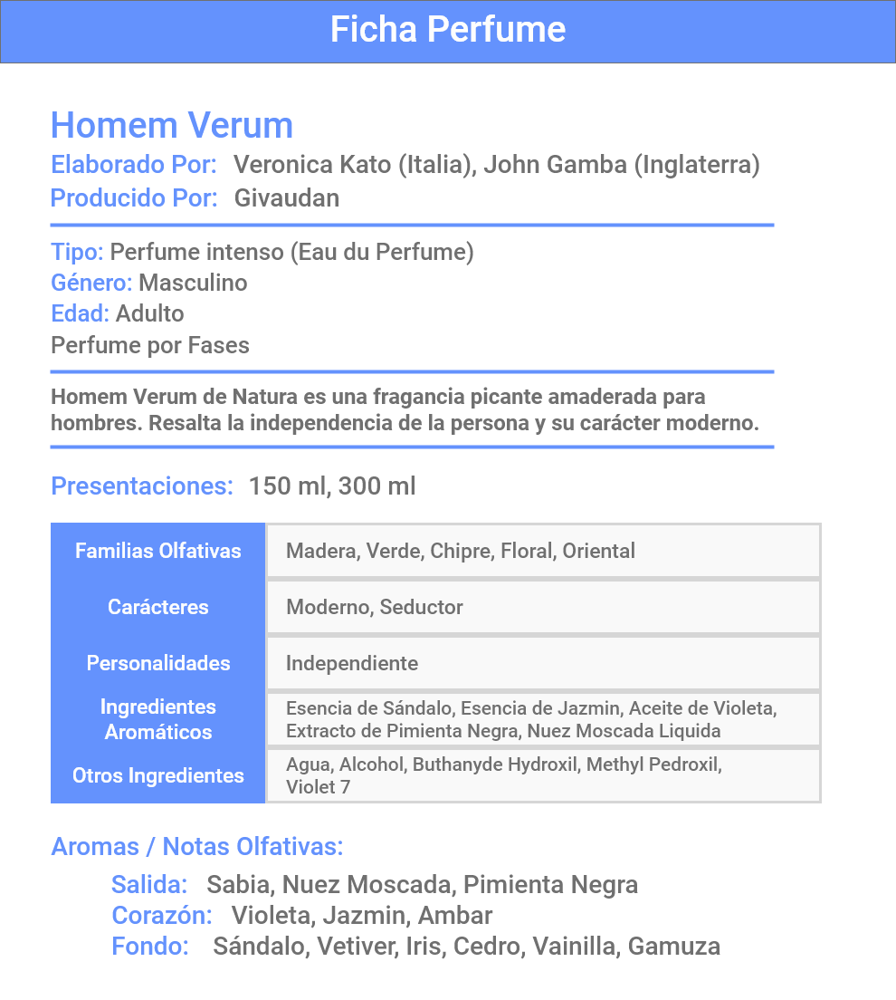 Ficha Perfume
Homem Verum
Elaborado Por: Veronica Kato (Italia), John Gamba (Inglaterra)
Producido Por: Givaudan
Tipo: Perfume intenso (Eau du Perfume)
Género: Masculino
Edad: Adulto
Perfume por Fases
Homem Verum de Natura es una fragancia picante amaderada para
hombres. Resalta la independencia de la persona y su carácter moderno.
Presentaciones: 150 ml, 300 ml
Familias Olfativas
Madera, Verde, Chipre, Floral, Oriental
Carácteres
Moderno, Seductor
Personalidades
Independiente
Ingredientes
Aromáticos
Esencia de Sándalo, Esencia de Jazmin, Aceite de Violeta,
Extracto de Pimienta Negra, Nuez Moscada Liquida
Otros Ingredientes
Agua, Alcohol, Buthanyde Hydroxil, Methyl Pedroxil,
Violet 7
Aromas / Notas Olfativas:
Salida: Sabia, Nuez Moscada, Pimienta Negra
Corazón: Violeta, Jazmin, Ambar
Fondo: Sándalo, Vetiver, Iris, Cedro, Vainilla, Gamuza